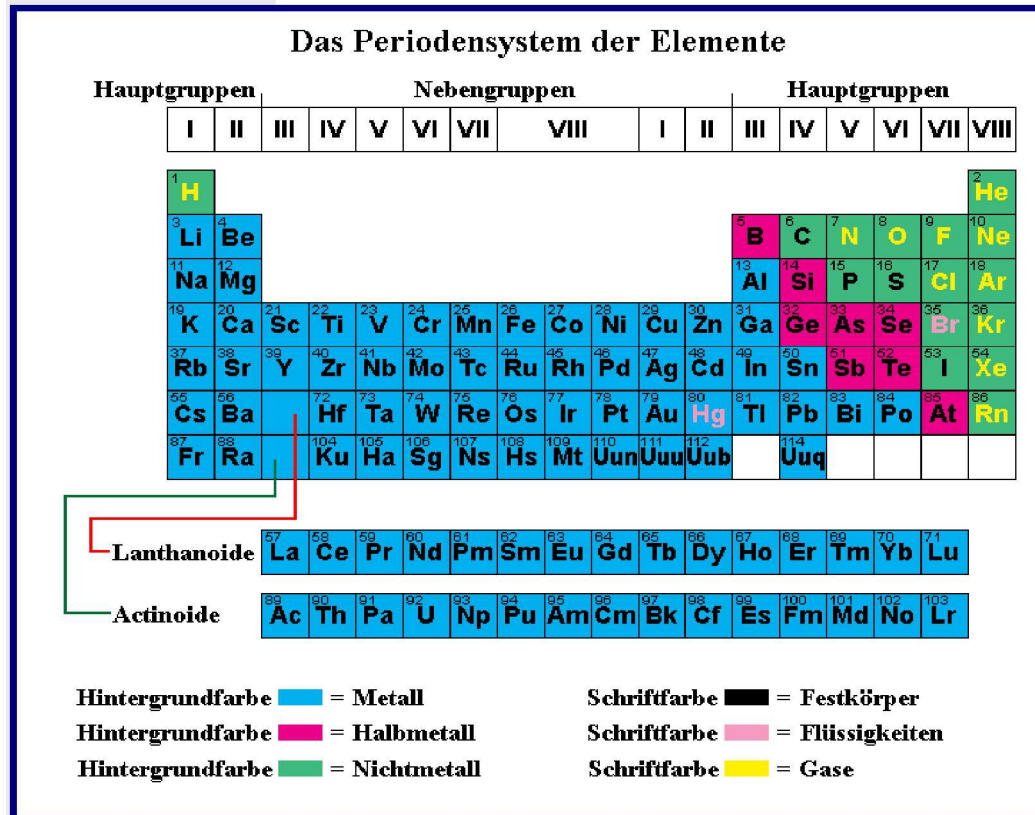 Das Periodensystem der Elemente
Hauptgruppen Nebengruppen Hauptgruppen
I II III IV V VI VII VIII I II III IV V VI VII VIII
1 H 2 He
3 Li 4 Be 5 B 6 C 7 N 8 O 9 F 10 Ne
11 Na 12 Mg 13 Al 14 Si 15 P 16 S 17 Cl 18 Ar
19 K 20 Ca 21 Sc 22 Ti 23 V 24 Cr 25 Mn 26 Fe 27 Co 28 Ni 29 Cu 30 Zn 31 Ga 32 Ge 33 As 34 Se 35 Br 36 Kr
37 Rb 38 Sr 39 Y 40 Zr 41 Nb 42 Mo 43 Tc 44 Ru 45 Rh 46 Pd 47 Ag 48 Cd 49 In 50 Sn 51 Sb 52 Te 53 I 54 Xe
55 Cs 56 Ba 72 Hf 73 Ta 74 W 75 Re 76 Os 77 Ir 78 Pt 79 Au 80 Hg 81 Tl 82 Pb 83 Bi 84 Po 85 At 86 Rn
87 Fr 88 Ra 104 Ku 105 Ha 106 Sg 107 Ns 108 Hs 109 Mt 110 Uun 111 Uuu 112 Uub 114 Uuq
Lanthanoide 57 La 58 Ce 59 Pr 60 Nd 61 Pm 62 Sm 63 Eu 64 Gd 65 Tb 66 Dy 67 Ho 68 Er 69 Tm 70 Yb 71 Lu
Actinoide 89 Ac 90 Th 91 Pa 92 U 93 Np 94 Pu 95 Am 96 Cm 97 Bk 98 Cf 99 Es 100 Fm 101 Md 102 No 103 Lr
Hintergrundfarbe = Metall Schriftfarbe = Festkörper
Hintergrundfarbe = Halbmetall Schriftfarbe = Flüssigkeiten
Hintergrundfarbe = Nichtmetall Schriftfarbe = Gase